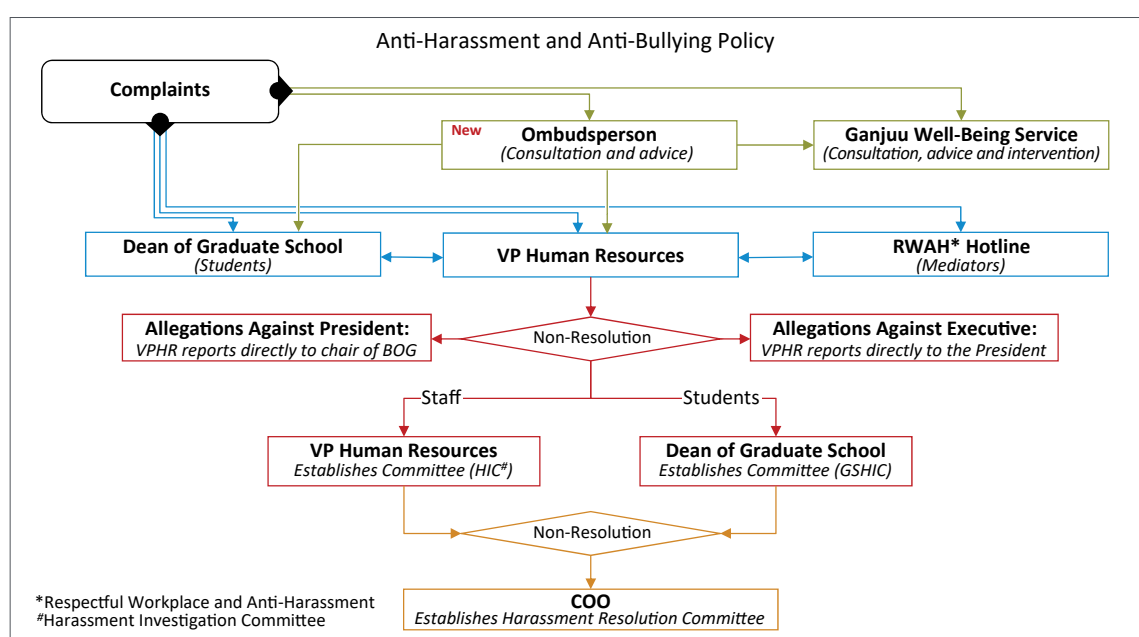 Anti-Harassment and Anti-Bullying Policy
Complaints
New
Ombudsperson
(Consultation and advice)
Ganjuu Well-Being Service
(Consultation, advice and intervention)
Dean of Graduate School
(Students)
VP Human Resources
RWAH* Hotline
(Mediators)
Allegations Against President:
VPHR reports directly to chair of BOG
Non-Resolution
Allegations Against Executive:
VPHR reports directly to the President
Staff
Students
VP Human Resources
Establishes Committee (HIC#)
Dean of Graduate School
Establishes Committee (GSHIC)
Non-Resolution
COO
Establishes Harassment Resolution Committee
*Respectful Workplace and Anti-Harassment
#Harassment Investigation Committee